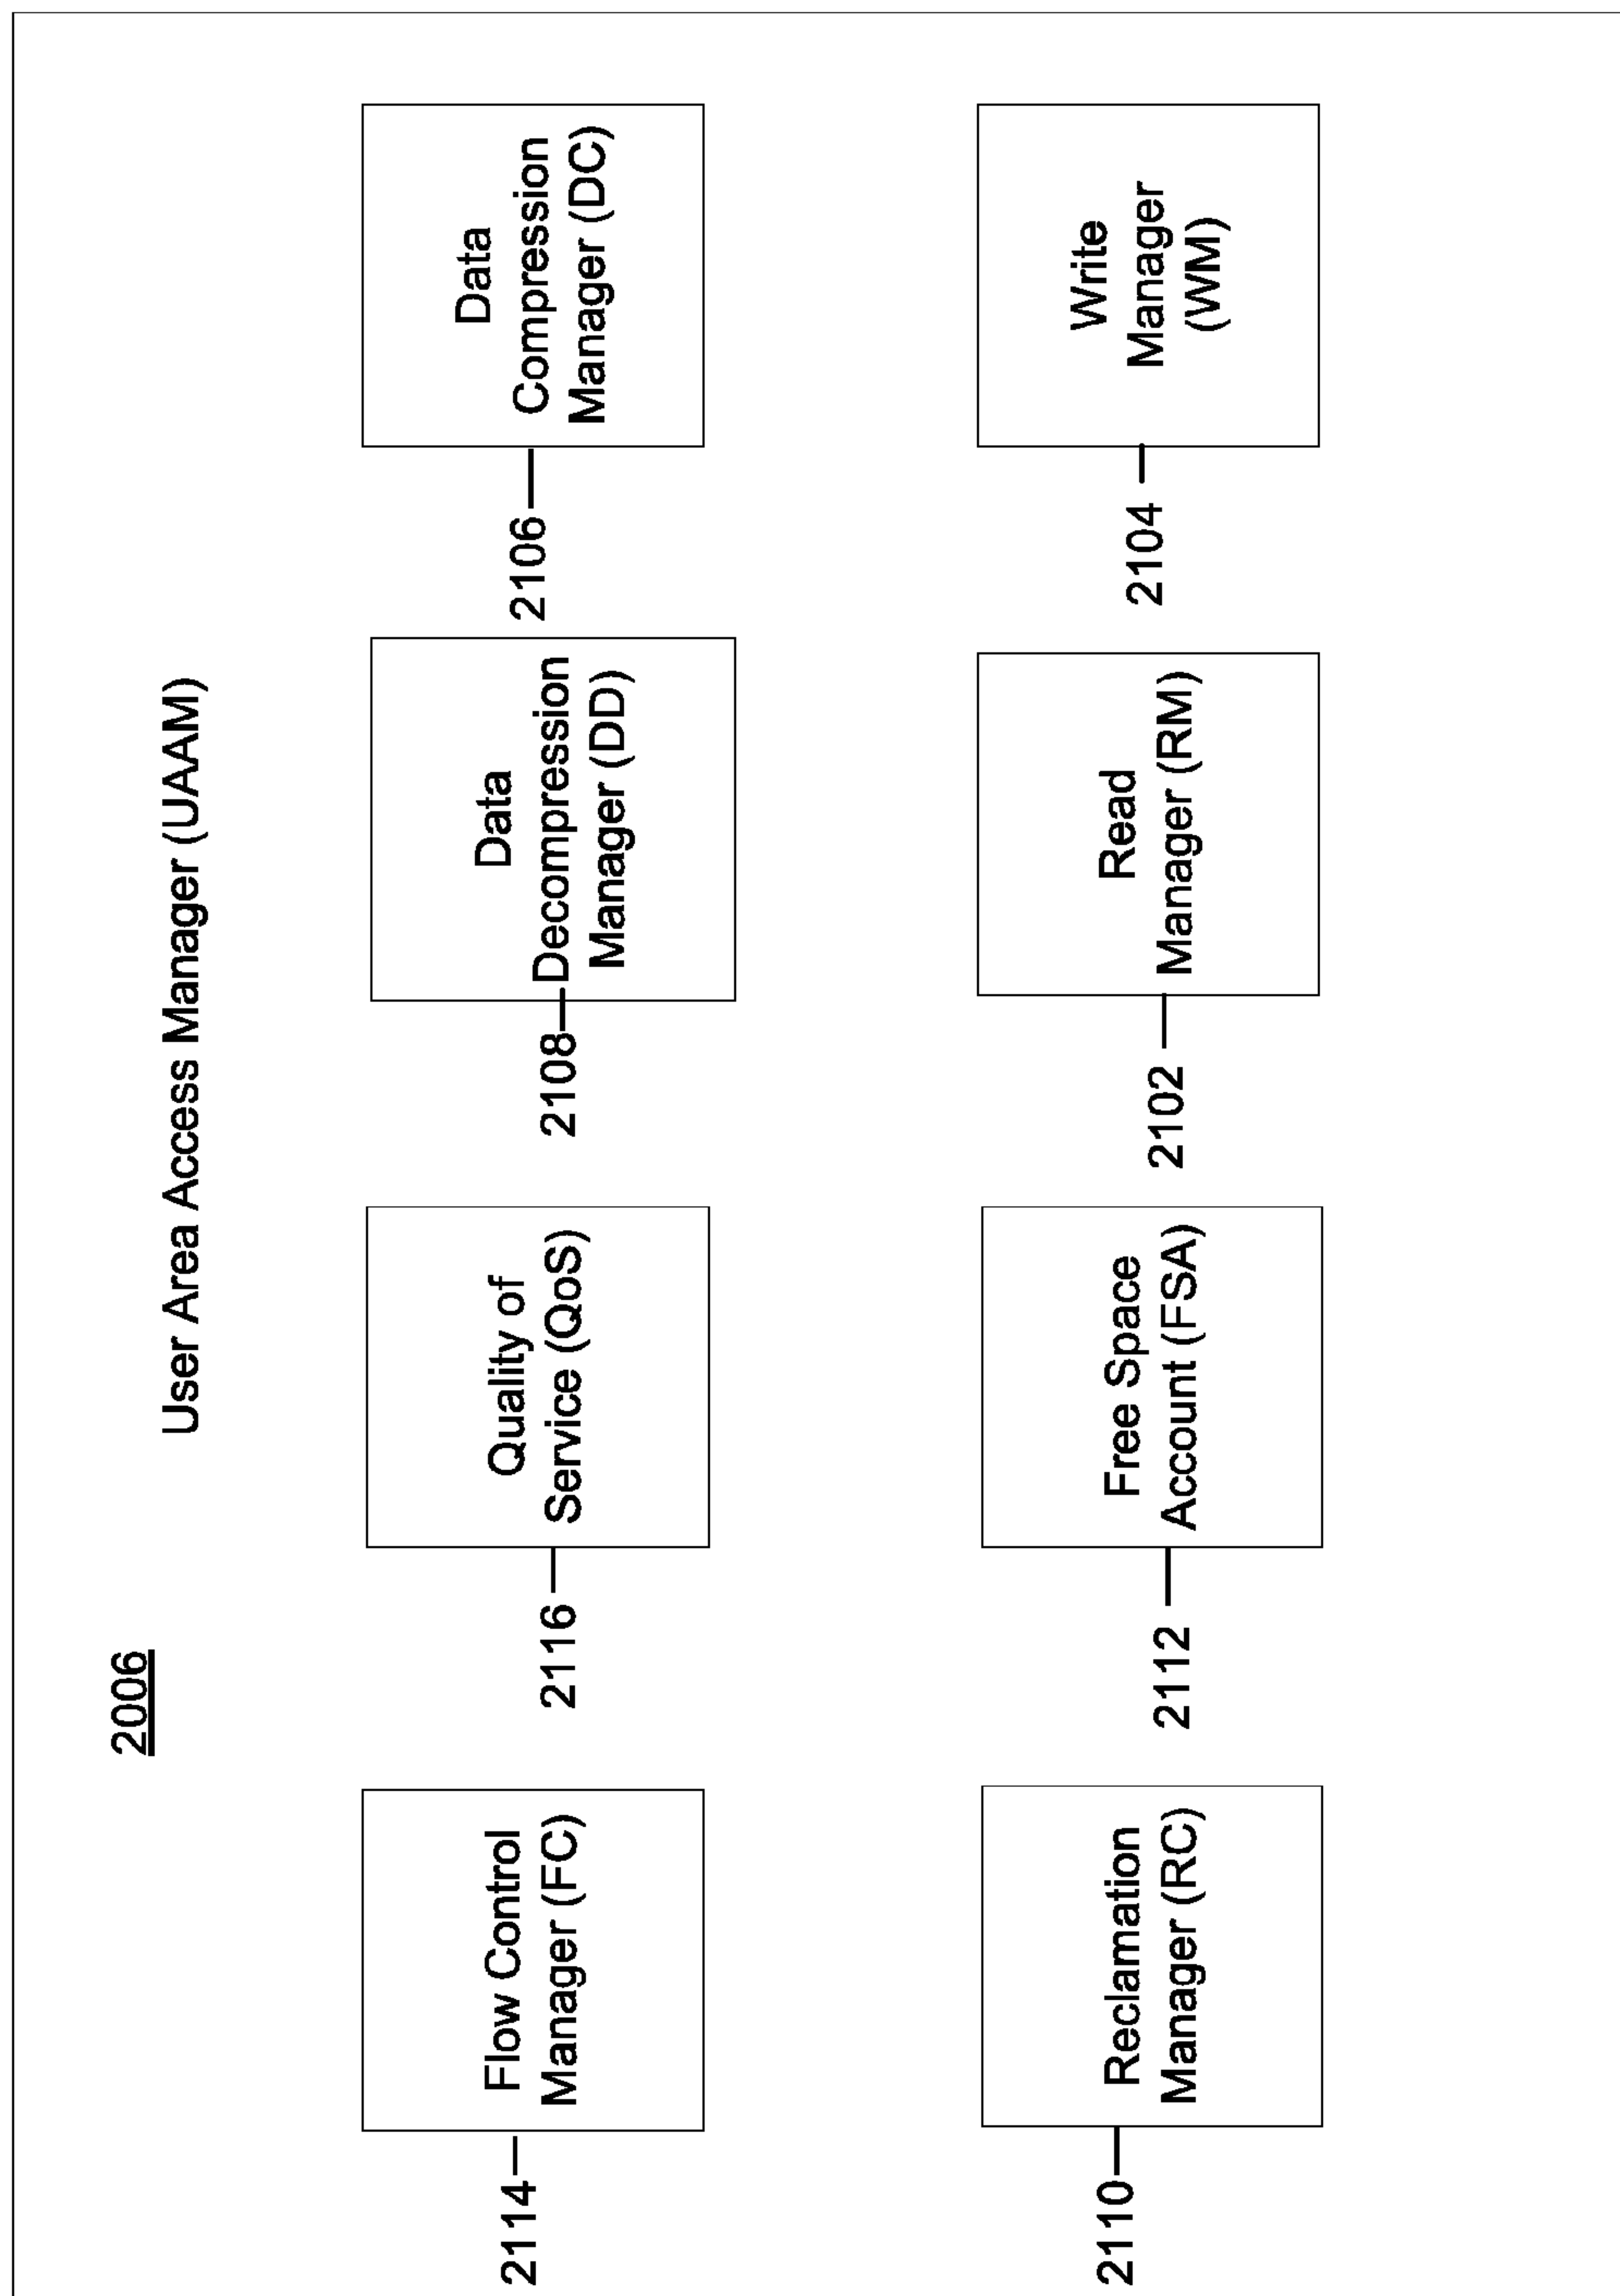 2006
User Area Access Manager (UAAM)
2114
Flow Control
Manager (FC)
2116
Quality of
Service (QoS)
2108
Data
Decompression
Manager (DD)
2106
Data
Compression
Manager (DC)
2110
Reclamation
Manager (RC)
2112
Free Space
Account (FSA)
2102
Read
Manager (RM)
2104
Write
Manager
(WM)